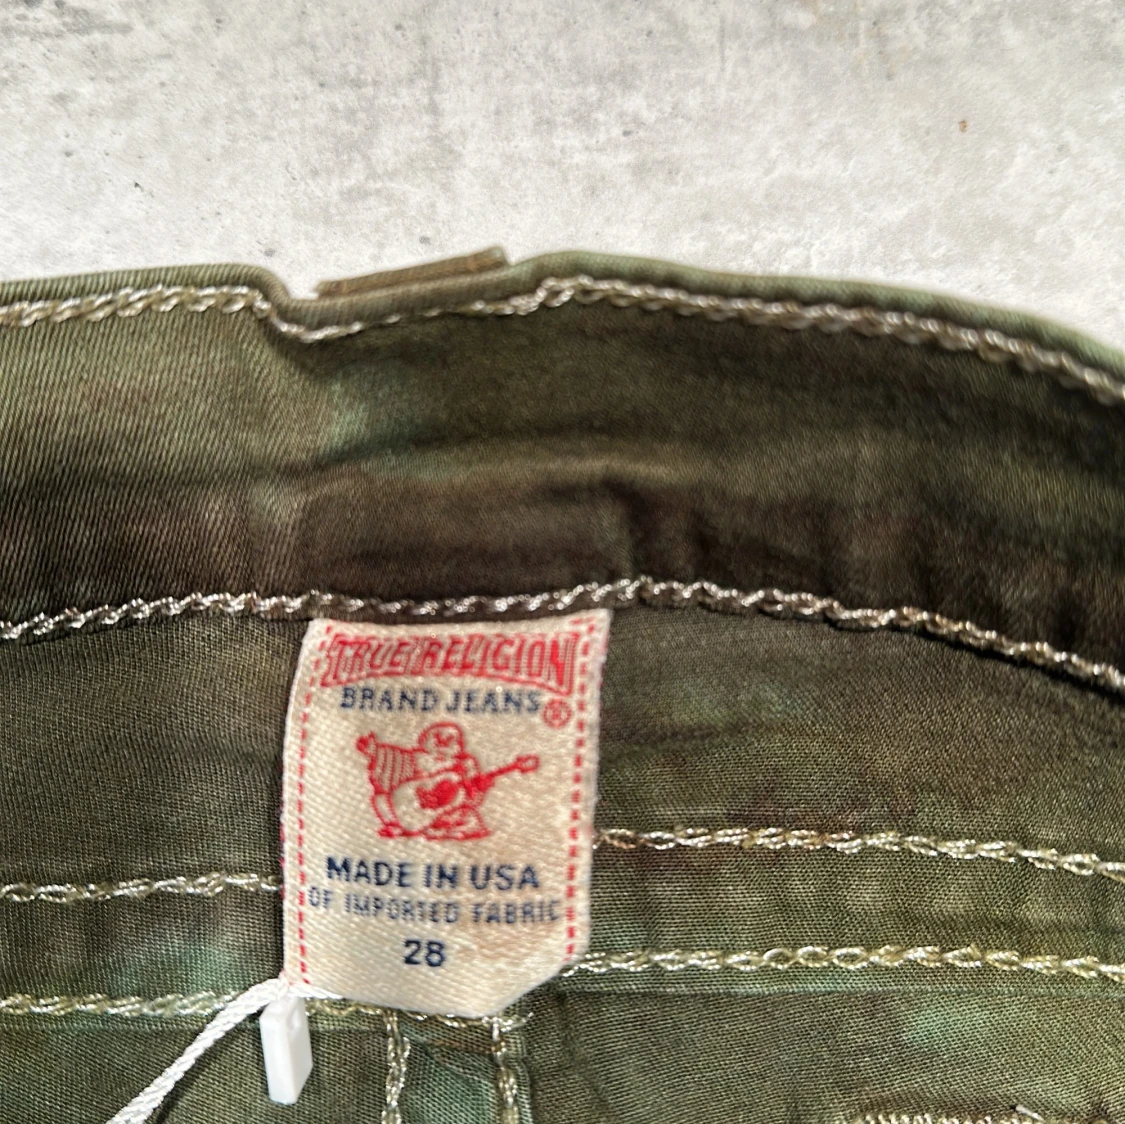 TRUE RELIGION
BRAND JEANS®
MADE IN USA
OF IMPORTED FABRIC
28